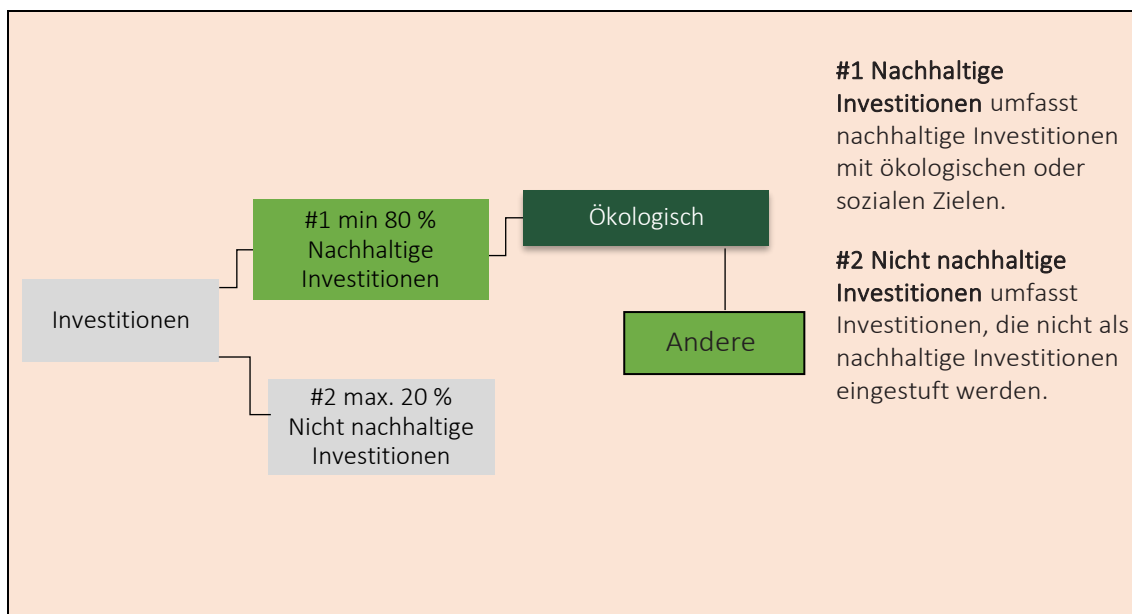 Investitionen
#1 min 80 %
Nachhaltige
Investitionen
#2 max. 20 %
Nicht nachhaltige
Investitionen
Ökologisch
Andere
#1 Nachhaltige
Investitionen umfasst
nachhaltige Investitionen
mit ökologischen oder
sozialen Zielen.
#2 Nicht nachhaltige
Investitionen umfasst
Investitionen, die nicht als
nachhaltige Investitionen
eingestuft werden.